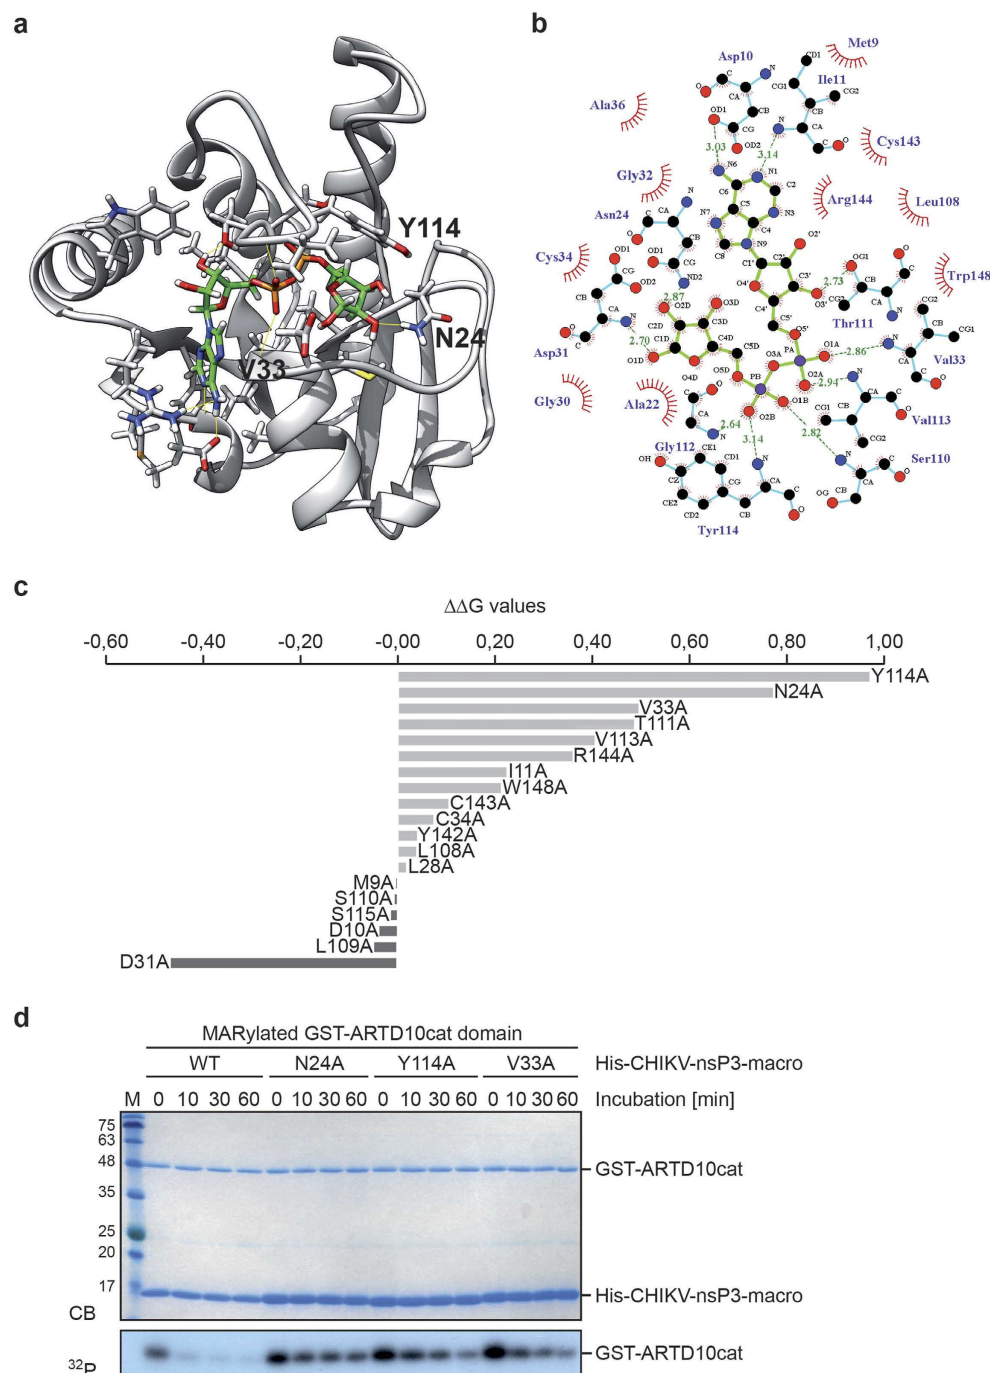 a
Y114
N24
V33
b
Met9
Asp10
Ile11
Ala36
Cys143
Gly32
Arg144
Leu108
Asn24
Cys34
Trp148
Thr111
Asp31
Val33
Gly30
Ala22
Val113
Gly112
Ser110
Tyr114
3.03
3.14
2.87
2.70
2.73
2.86
2.94
2.64
3.14
2.82
c
ΔΔG values
-0,60 -0,40 -0,20 -0,00 0,20 0,40 0,60 0,80 1,00
Y114A
N24A
V33A
T111A
V113A
R144A
I11A
W148A
C143A
C34A
Y142A
L108A
L28A
M9A
S110A
S115A
D10A
L109A
D31A
d
MARylated GST-ARTD10cat domain
WT N24A Y114A V33A His-CHIKV-nsP3-macro
M 0 10 30 60 0 10 30 60 0 10 30 60 0 10 30 60 Incubation [min]
75
63
48
GST-ARTD10cat
35
25
20
17
His-CHIKV-nsP3-macro
CB
GST-ARTD10cat
32P